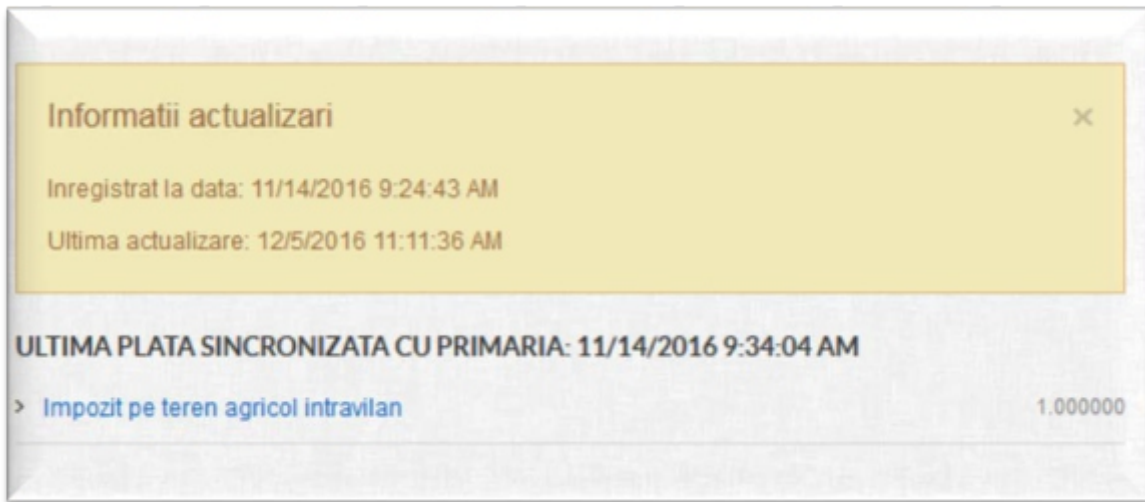 Informatii actualizari ×
Inregistrat la data: 11/14/2016 9:24:43 AM
Ultima actualizare: 12/5/2016 11:11:36 AM
ULTIMA PLATA SINCRONIZATA CU PRIMARIA: 11/14/2016 9:34:04 AM
> Impozit pe teren agricol intravilan 1.000000